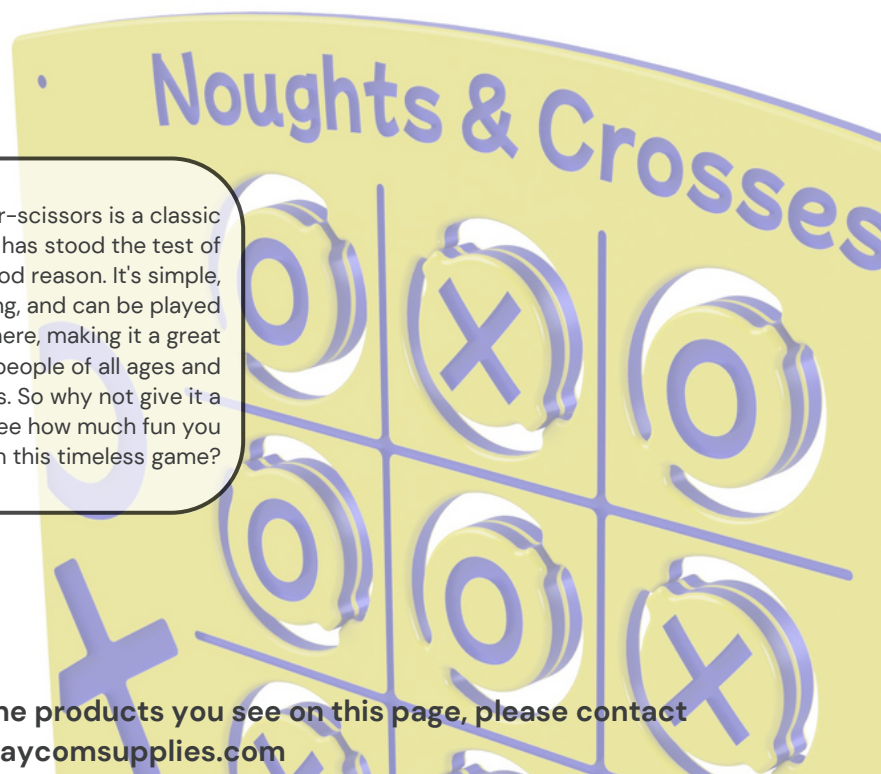 Noughts & Crosses
r-scissors is a classic
has stood the test of
od reason. It's simple,
ng, and can be played
here, making it a great
people of all ages and
s. So why not give it a
ee how much fun you
n this timeless game?
he products you see on this page, please contact
aycomsupplies.com